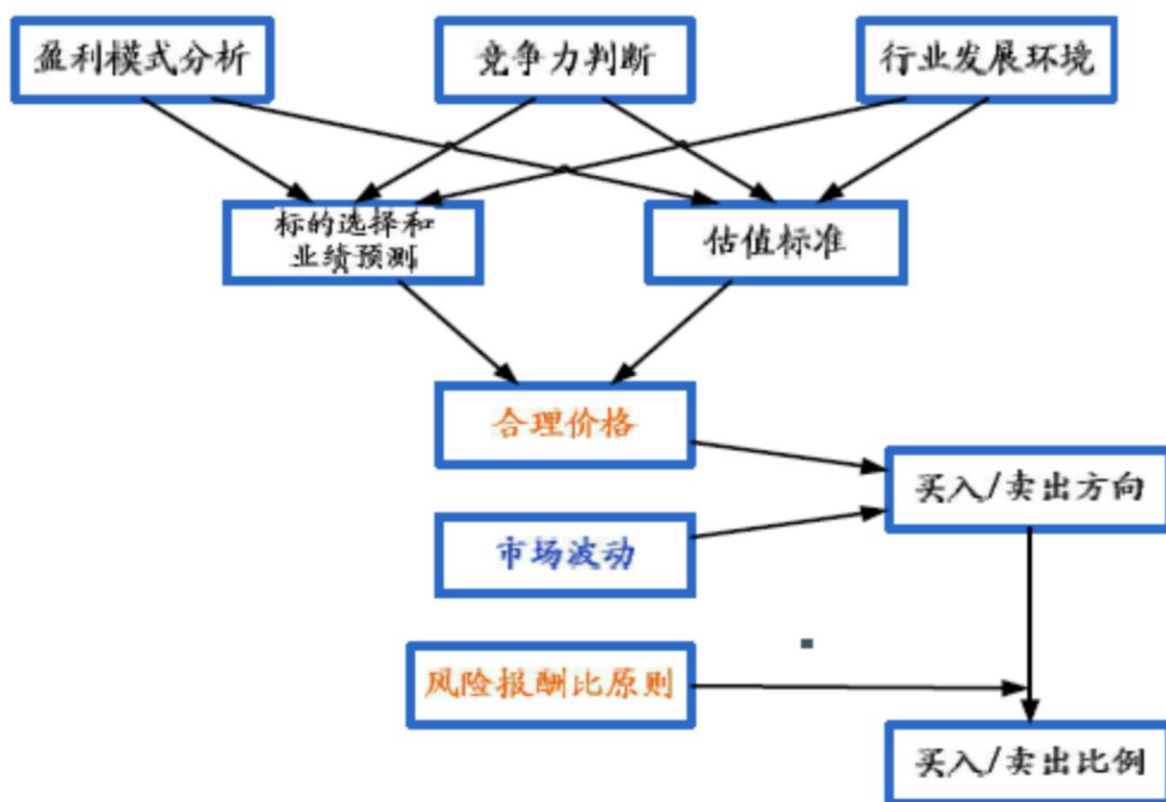 盈利模式分析
竞争力判断
行业发展环境
标的选择和
业绩预测
估值标准
合理价格
买入/卖出方向
市场波动
风险报酬比原则
买入/卖出比例